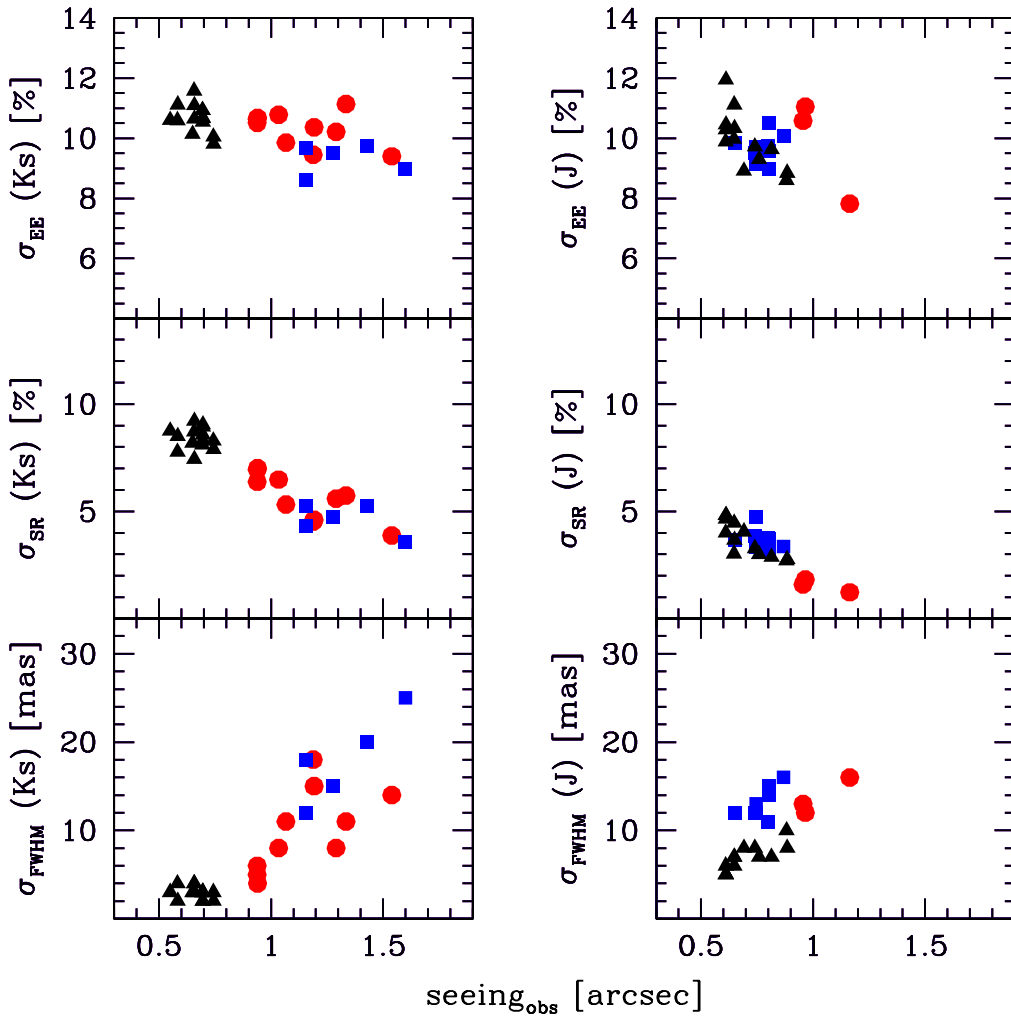 σEE (Ks) [%]
14
12
10
8
6
σEE (J) [%]
14
12
10
8
6
σSR (Ks) [%]
10
5
σSR (J) [%]
10
5
σFWHM (Ks) [mas]
30
20
10
σFWHM (J) [mas]
30
20
10
0.5 1 1.5
0.5 1 1.5
seeingobs [arcsec]